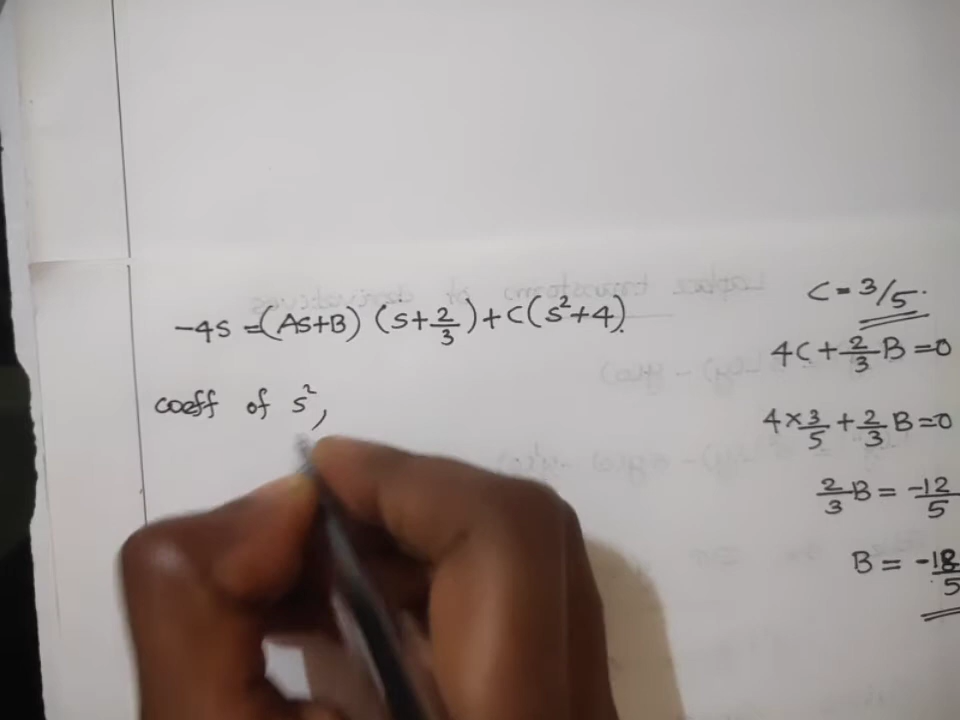 -4s = (As+B) (s+2/3) + C(s²+4)
coeff of s²,
C = 3/5.
4C + 2/3 B = 0
4 × 3/5 + 2/3 B = 0
2/3 B = -12/5
B = -18/5